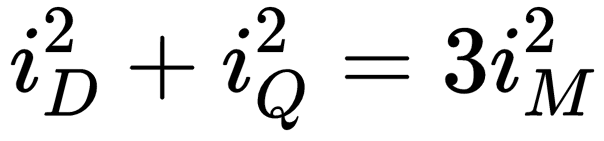 i_D^2 + i_Q^2 = 3i_M^2